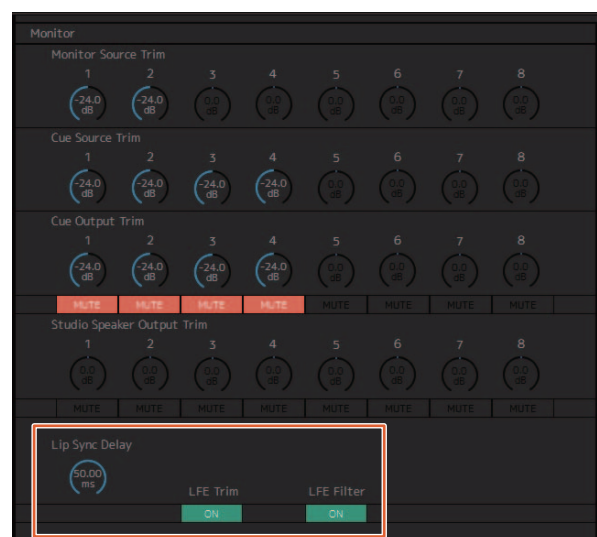 Monitor
Monitor Source Trim
1 2 3 4 5 6 7 8
-24.0 dB -24.0 dB 0.0 dB 0.0 dB 0.0 dB 0.0 dB 0.0 dB 0.0 dB
Cue Source Trim
1 2 3 4 5 6 7 8
-24.0 dB -24.0 dB -24.0 dB -24.0 dB 0.0 dB 0.0 dB 0.0 dB 0.0 dB
Cue Output Trim
1 2 3 4 5 6 7 8
-24.0 dB -24.0 dB -24.0 dB -24.0 dB 0.0 dB 0.0 dB 0.0 dB 0.0 dB
MUTE MUTE MUTE MUTE MUTE MUTE MUTE MUTE
Studio Speaker Output Trim
1 2 3 4 5 6 7 8
0.0 dB 0.0 dB 0.0 dB 0.0 dB 0.0 dB 0.0 dB 0.0 dB 0.0 dB
MUTE MUTE MUTE MUTE MUTE MUTE MUTE MUTE
Lip Sync Delay
50.00 ms
LFE Trim LFE Filter
ON ON